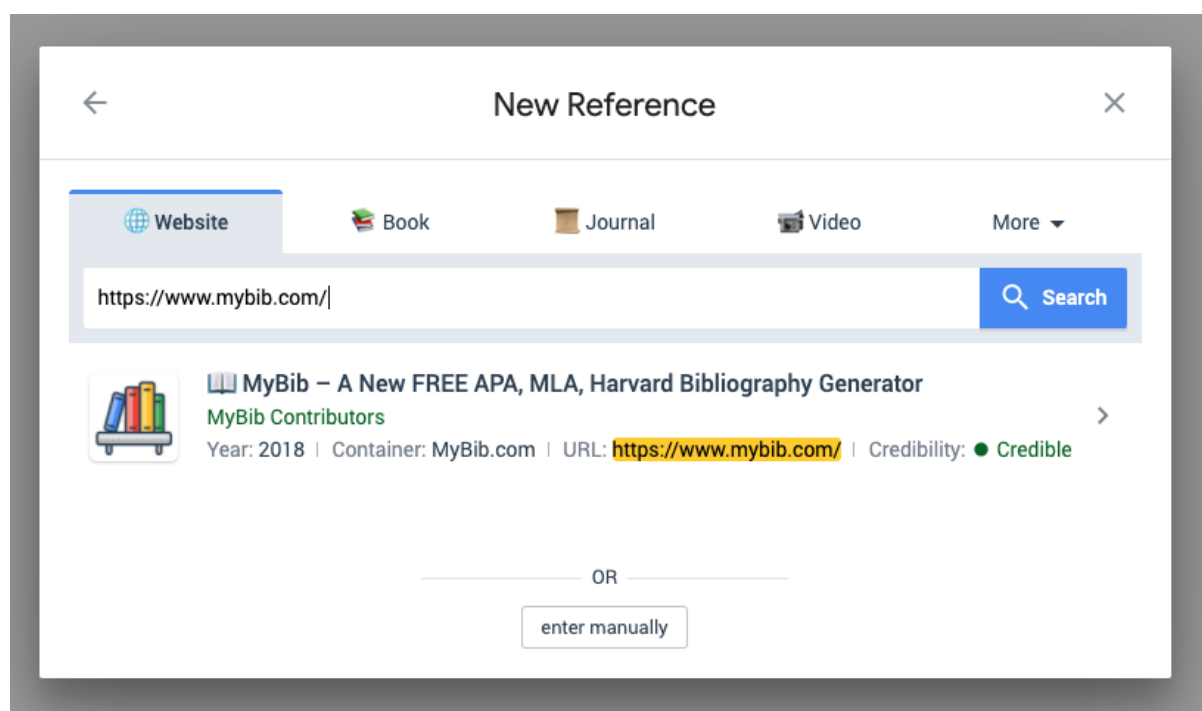 New Reference
Website Book Journal Video More
https://www.mybib.com/ Search
MyBib – A New FREE APA, MLA, Harvard Bibliography Generator
MyBib Contributors
Year: 2018 | Container: MyBib.com | URL: https://www.mybib.com/ | Credibility: ● Credible
OR
enter manually